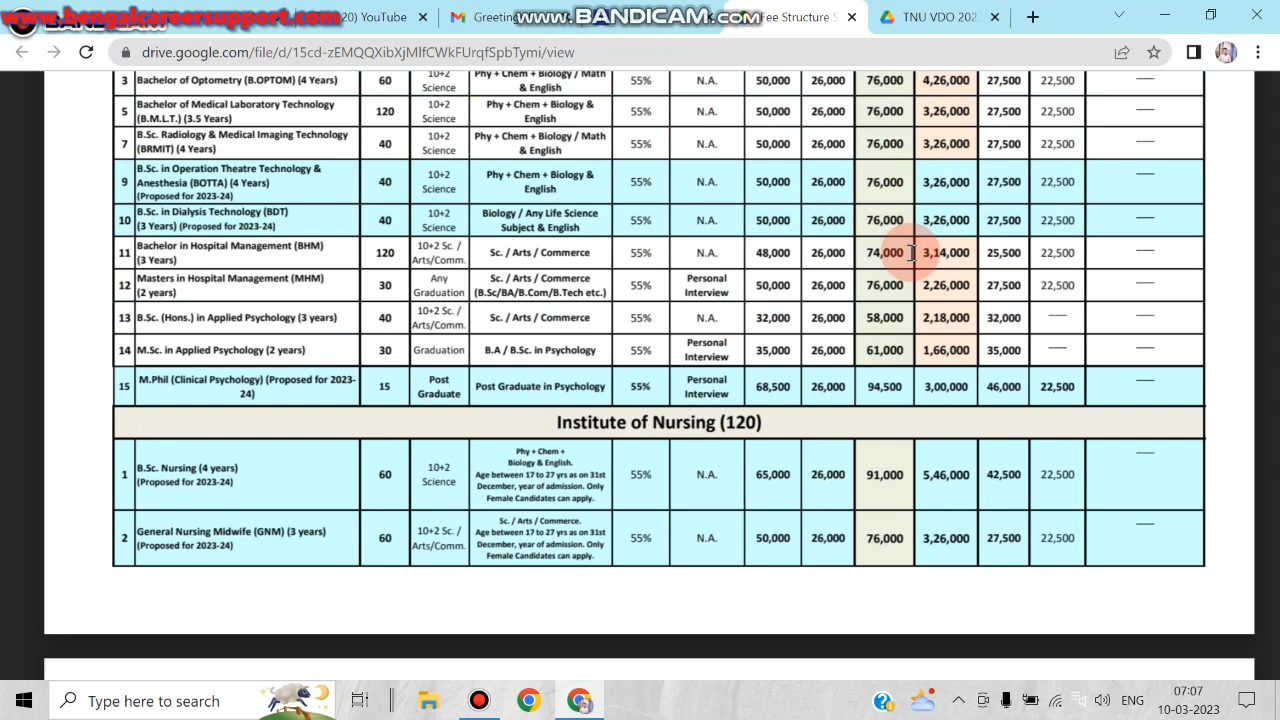 www.bengalcareersupport.com
20) YouTube
Greeting
www.BANDICAM.com
ee Structure S
TNU VDO 202
drive.google.com/file/d/15cd-zEMQQXibXjMlfCWkFUrqfSpbTymi/view
3 Bachelor of Optometry (B.OPTOM) (4 Years) 60 10+2 Science Phy + Chem + Biology / Math & English 55% N.A. 50,000 26,000 76,000 4,26,000 27,500 22,500
5 Bachelor of Medical Laboratory Technology (B.M.L.T.) (3.5 Years) 120 10+2 Science Phy + Chem + Biology & English 55% N.A. 50,000 26,000 76,000 3,26,000 27,500 22,500
7 B.Sc. Radiology & Medical Imaging Technology (BRMIT) (4 Years) 40 10+2 Science Phy + Chem + Biology / Math & English 55% N.A. 50,000 26,000 76,000 3,26,000 27,500 22,500
9 B.Sc. in Operation Theatre Technology & Anesthesia (BOTTA) (4 Years) (Proposed for 2023-24) 40 10+2 Science Phy + Chem + Biology & English 55% N.A. 50,000 26,000 76,000 3,26,000 27,500 22,500
10 B.Sc. in Dialysis Technology (BDT) (3 Years) (Proposed for 2023-24) 40 10+2 Science Biology / Any Life Science Subject & English 55% N.A. 50,000 26,000 76,000 3,26,000 27,500 22,500
11 Bachelor in Hospital Management (BHM) (3 Years) 120 10+2 Sc. / Arts/Comm. Sc. / Arts / Commerce 55% N.A. 48,000 26,000 74,000 3,14,000 25,500 22,500
12 Masters in Hospital Management (MHM) (2 years) 30 Any Graduation Sc. / Arts / Commerce (B.Sc/BA/B.Com/B.Tech etc.) 55% Personal Interview 50,000 26,000 76,000 2,26,000 27,500 22,500
13 B.Sc. (Hons.) in Applied Psychology (3 years) 40 10+2 Sc. / Arts/Comm. Sc. / Arts / Commerce 55% N.A. 32,000 26,000 58,000 2,18,000 32,000
14 M.Sc. in Applied Psychology (2 years) 30 Graduation B.A / B.Sc. in Psychology 55% Personal Interview 35,000 26,000 61,000 1,66,000 35,000
15 M.Phil (Clinical Psychology) (Proposed for 2023-24) 15 Post Graduate Post Graduate in Psychology 55% Personal Interview 68,500 26,000 94,500 3,00,000 46,000 22,500
Institute of Nursing (120)
1 B.Sc. Nursing (4 years) (Proposed for 2023-24) 60 10+2 Science Phy + Chem + Biology & English. Age between 17 to 27 yrs as on 31st December, year of admission. Only Female Candidates can apply. 55% N.A. 65,000 26,000 91,000 5,46,000 42,500 22,500
2 General Nursing Midwife (GNM) (3 years) (Proposed for 2023-24) 60 10+2 Sc. / Arts/Comm. Sc. / Arts / Commerce. Age between 17 to 27 yrs as on 31st December, year of admission. Only Female Candidates can apply. 55% N.A. 50,000 26,000 76,000 3,26,000 27,500 22,500
Type here to search
ENG
07:07
10-03-2023